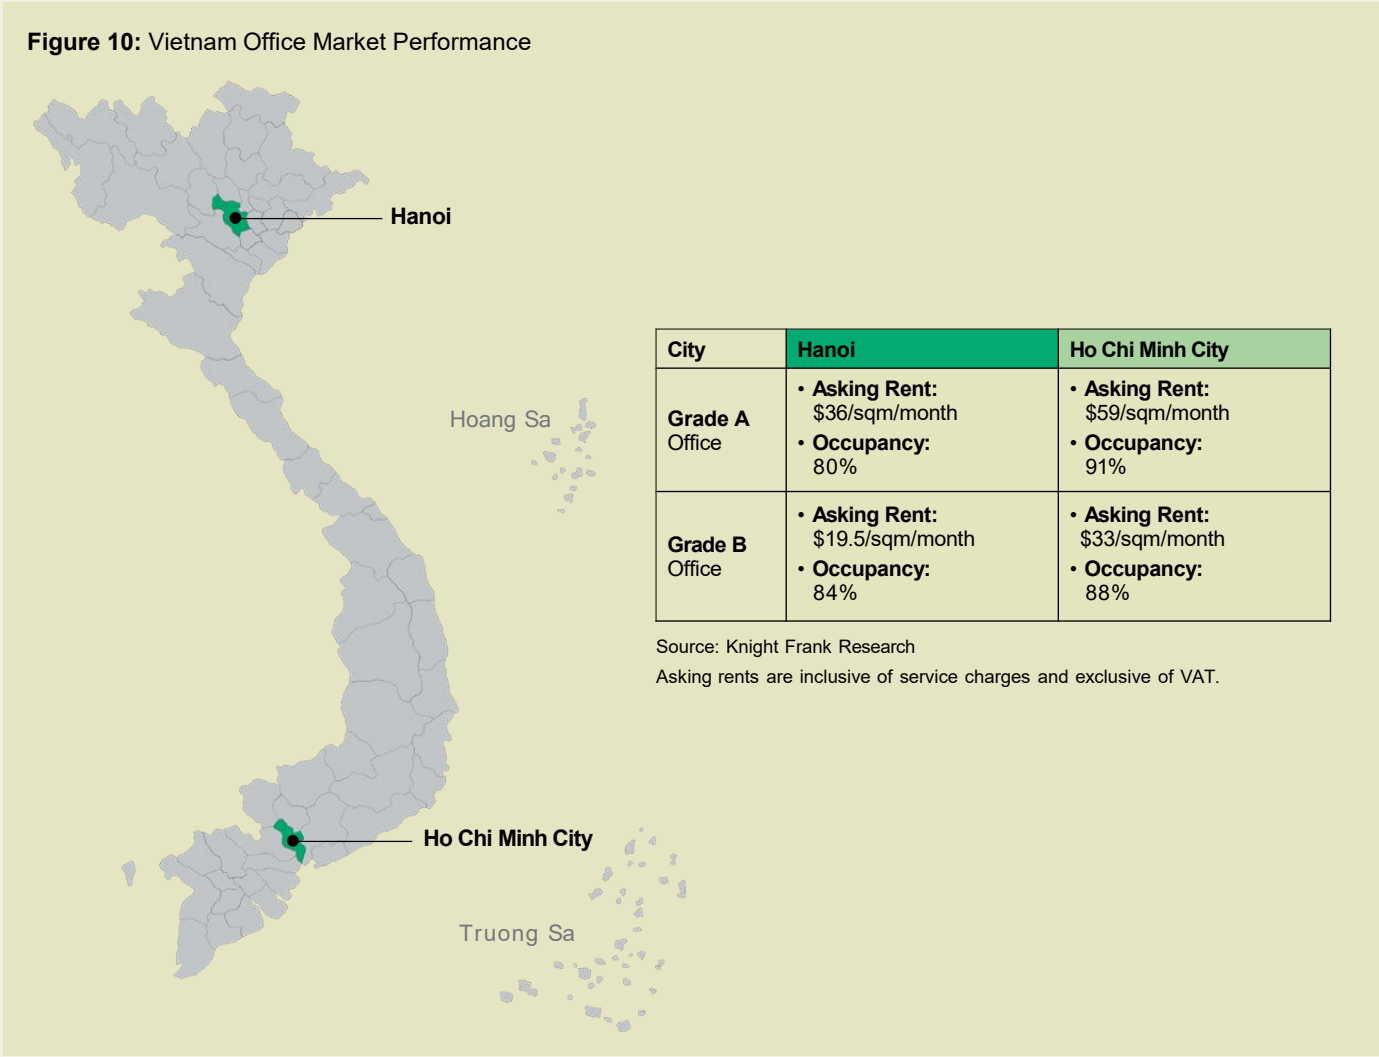 Figure 10: Vietnam Office Market Performance
Hanoi
Hoang Sa
Ho Chi Minh City
Truong Sa
City
Hanoi
Ho Chi Minh City
Grade A
Office
• Asking Rent:
$36/sqm/month
• Occupancy:
80%
• Asking Rent:
$59/sqm/month
• Occupancy:
91%
Grade B
Office
• Asking Rent:
$19.5/sqm/month
• Occupancy:
84%
• Asking Rent:
$33/sqm/month
• Occupancy:
88%
Source: Knight Frank Research
Asking rents are inclusive of service charges and exclusive of VAT.